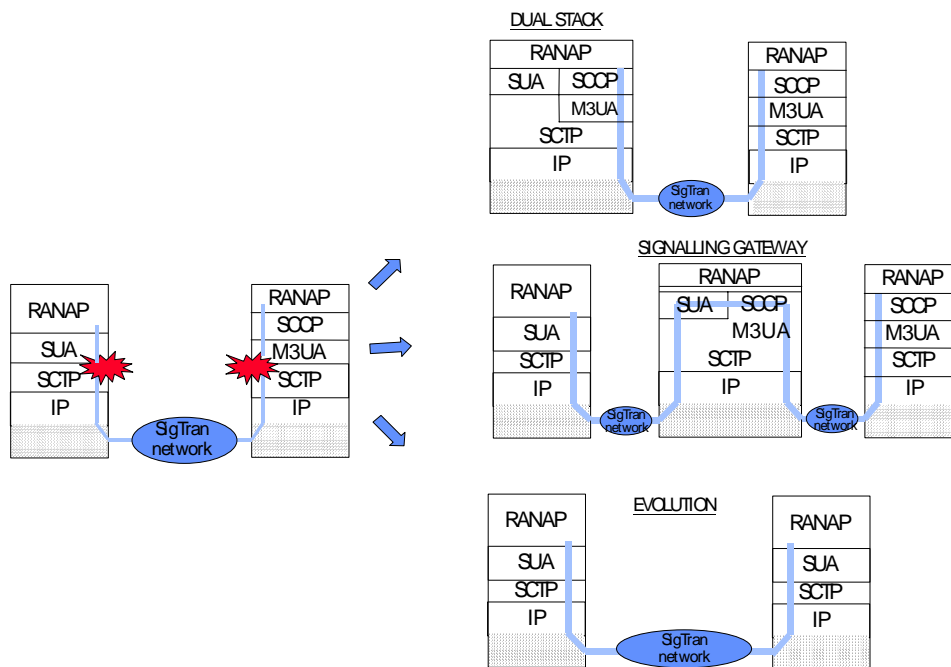 DUAL STACK
RANAP
SUA
SCCP
M3UA
SCTP
IP
RANAP
SCCP
M3UA
SCTP
IP
SigTran
network
RANAP
SUA
SCTP
IP
RANAP
SCCP
M3UA
SCTP
IP
SigTran
network
SIGNALLING GATEWAY
RANAP
SUA
SCTP
IP
RANAP
SUA
SCCP
M3UA
SCTP
IP
RANAP
SCCP
M3UA
SCTP
IP
SigTran
network
SigTran
network
EVOLUTION
RANAP
SUA
SCTP
IP
RANAP
SUA
SCTP
IP
SigTran
network